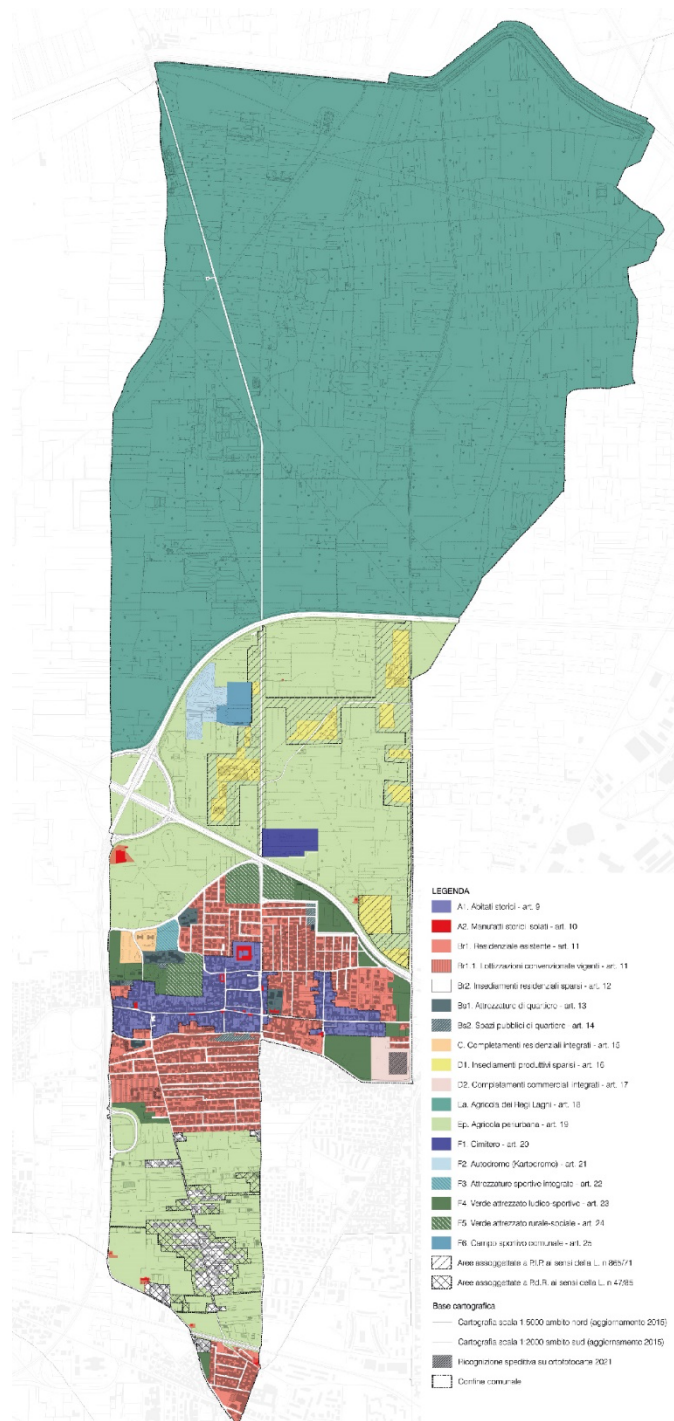 LEGENDA
A1. Abitati storici - art. 9
A2. Manufatti storici isolati - art. 10
Br1. Residenziale esistente - art. 11
Br1.1. Lottizzazioni convenzionate vigenti - art. 11
Br2. Insediamenti residenziali sparsi - art. 12
Bs1. Attrezzature di quartiere - art. 13
Bs2. Spazi pubblici di quartiere - art. 14
C. Completamenti residenziali integrati - art. 15
D1. Insediamenti produttivi sparsi - art. 16
D2. Completamenti commerciali integrati - art. 17
Ea. Agricola dei Regi Lagni - art. 18
Ep. Agricola periurbana - art. 19
F1. Cimitero - art. 20
F2. Autodromo (Kartodromo) - art. 21
F3. Attrezzature sportive integrate - art. 22
F4. Verde attrezzato ludico-sportivo - art. 23
F5. Verde attrezzato rurale-sociale - art. 24
F6. Campo sportivo comunale - art. 25
Aree assoggettate a P.I.P. ai sensi della L. n 865/71
Aree assoggettate a P.d.R. ai sensi della L. n 47/85
Base cartografica
Cartografia scala 1:5000 ambito nord (aggiornamento 2015)
Cartografia scala 1:2000 ambito sud (aggiornamento 2015)
Ricognizione speditiva su ortofotocarte 2021
Confine comunale